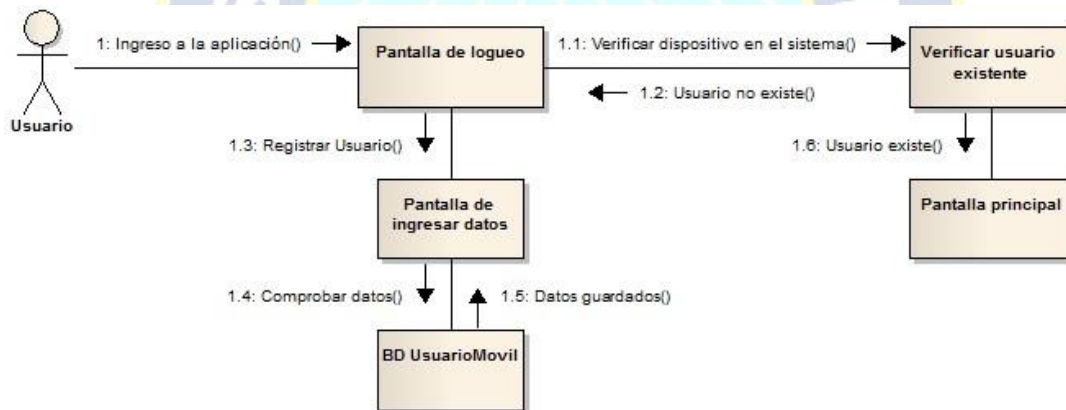 1: Ingreso a la aplicación()
Pantalla de logueo
1.1: Verificar dispositivo en el sistema()
Verificar usuario
existente
1.2: Usuario no existe()
Usuario
1.3: Registrar Usuario()
1.6: Usuario existe()
Pantalla de
ingresar datos
Pantalla principal
1.4: Comprobar datos()
1.5: Datos guardados()
BD UsuarioMovil